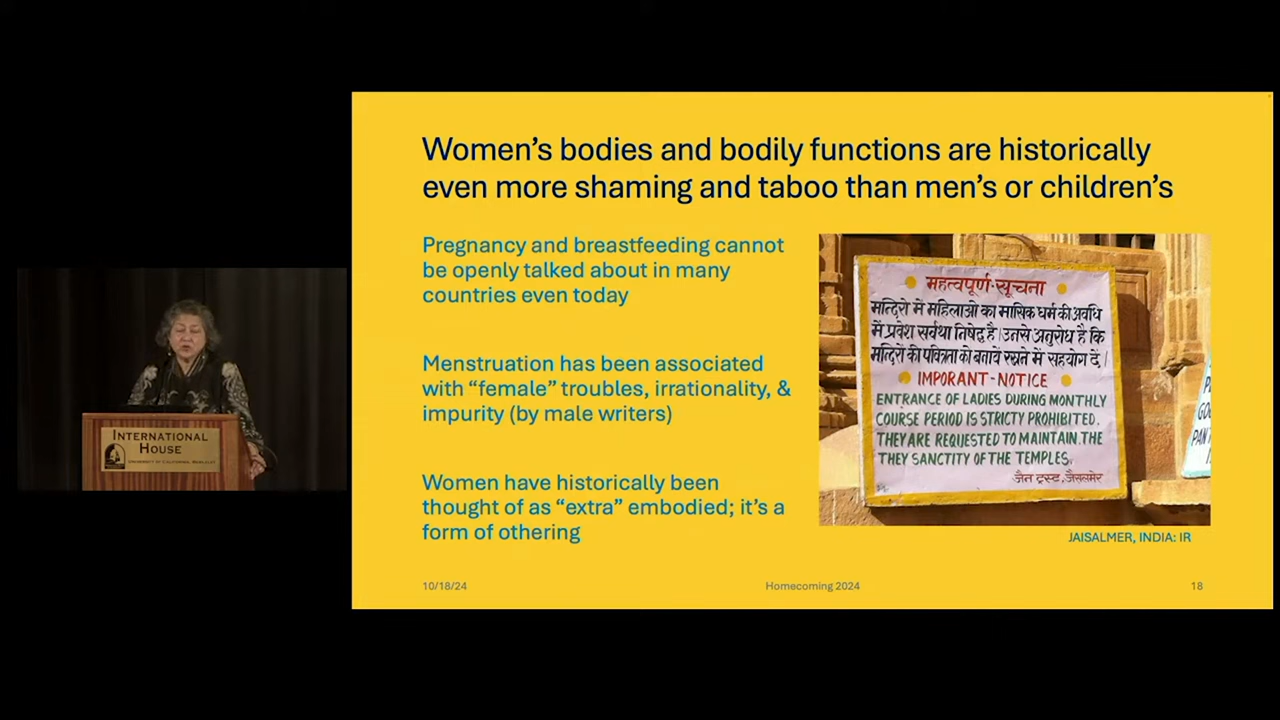 Women's bodies and bodily functions are historically
even more shaming and taboo than men's or children's
Pregnancy and breastfeeding cannot
be openly talked about in many
countries even today
Menstruation has been associated
with “female” troubles, irrationality, &
impurity (by male writers)
Women have historically been
thought of as “extra” embodied; it's a
form of othering
महत्वपूर्ण-सूचना
मन्दिरो में महिलाओ का मासिक धर्म की अवधि
में प्रवेश सर्वथा निषेद्व है। उनसे अनुरोध है कि
मन्दिरो की पवित्रता को बनायें रखने में सहयोग दें।
IMPORANT-NOTICE
ENTRANCE OF LADIES DURING MONTHLY
COURSE PERIOD IS STRICTY PROHIBITED.
THEY ARE REQUESTED TO MAINTAIN THE
THEY SANCTITY OF THE TEMPLES.
जैन ट्रस्ट, जैसलमेर
JAISALMER, INDIA: IR
10/18/24
Homecoming 2024
18
INTERNATIONAL
HOUSE
UNIVERSITY OF CALIFORNIA, BERKELEY